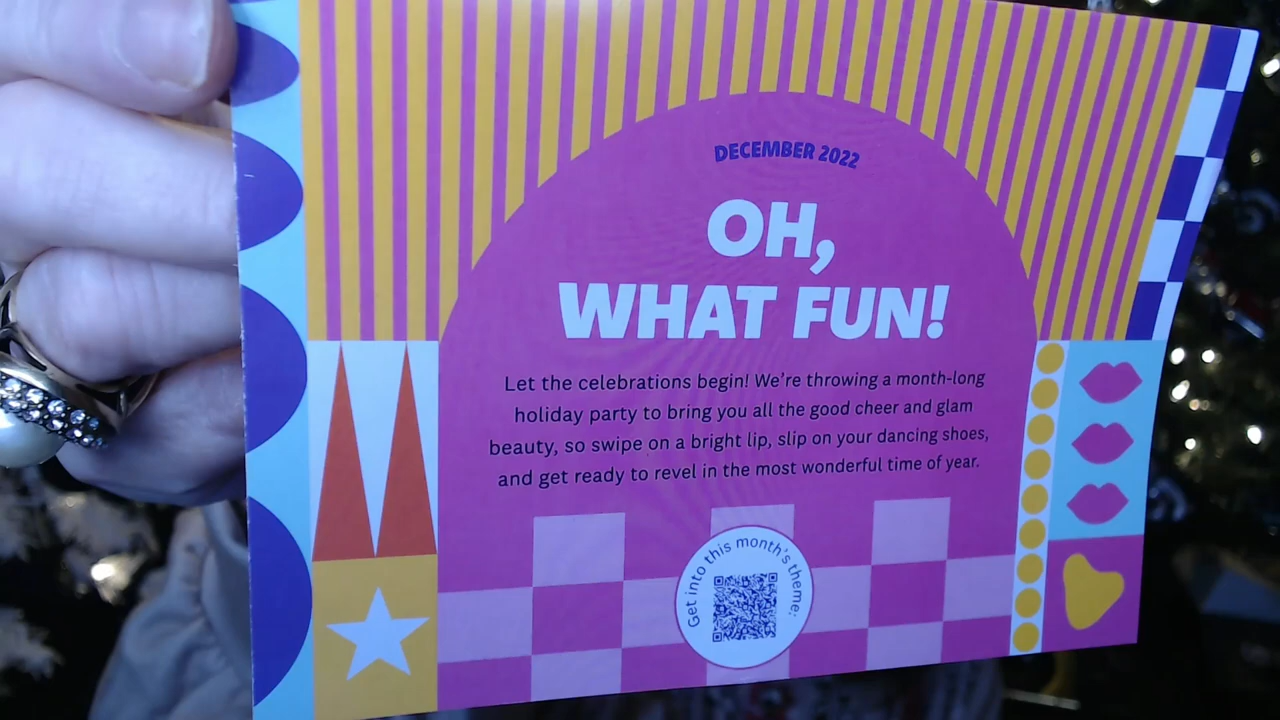 DECEMBER 2022
OH,
WHAT FUN!
Let the celebrations begin! We're throwing a month-long
holiday party to bring you all the good cheer and glam
beauty, so swipe on a bright lip, slip on your dancing shoes,
and get ready to revel in the most wonderful time of year.
Get into this month's theme: